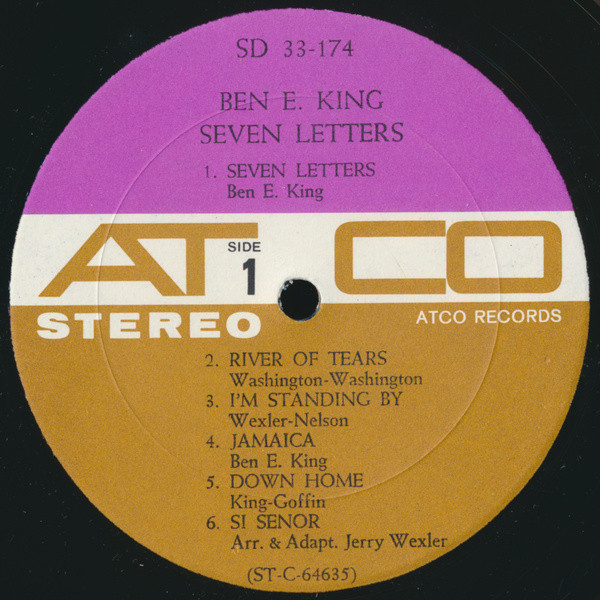 SD 33-174
BEN E. KING
SEVEN LETTERS
1. SEVEN LETTERS
Ben E. King
ATCO
SIDE
1
STEREO
ATCO RECORDS
2. RIVER OF TEARS
Washington-Washington
3. I'M STANDING BY
Wexler-Nelson
4. JAMAICA
Ben E. King
5. DOWN HOME
King-Goffin
6. SI SENOR
Arr. & Adapt. Jerry Wexler
(ST-C-64635)